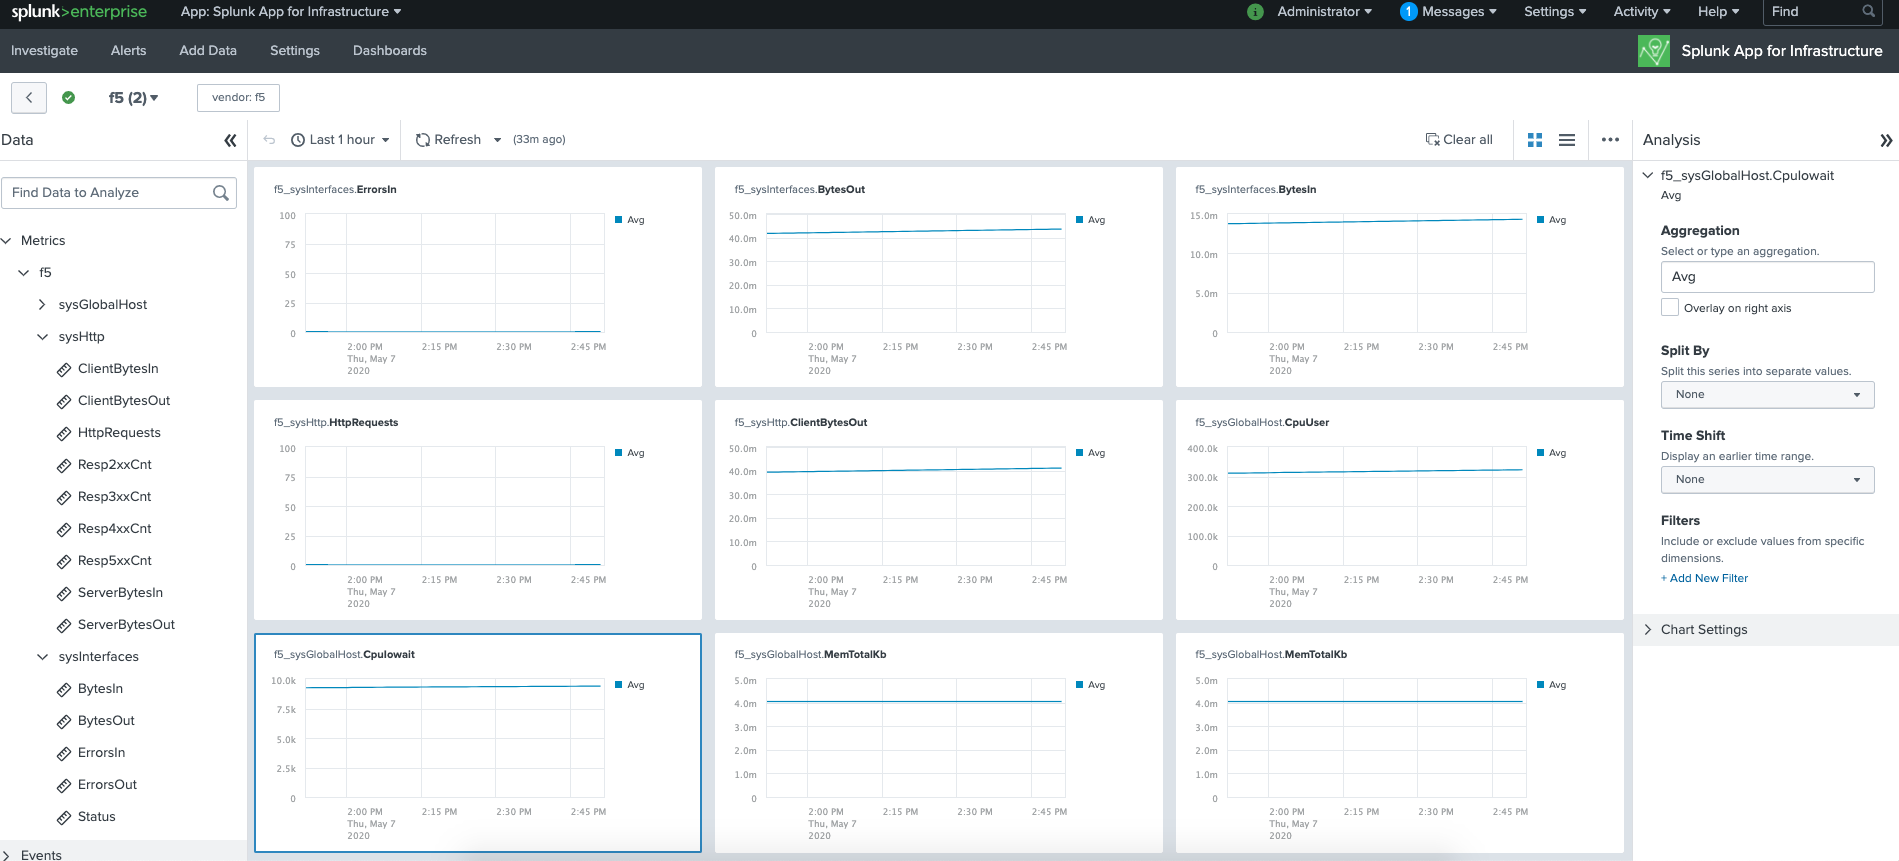 splunk>enterprise App: Splunk App for Infrastructure i Administrator 1 Messages Settings Activity Help Find
Investigate Alerts Add Data Settings Dashboards Splunk App for Infrastructure
f5 (2) vendor: f5
Data
Find Data to Analyze
Metrics
f5
sysGlobalHost
sysHttp
ClientBytesIn
ClientBytesOut
HttpRequests
Resp2xxCnt
Resp3xxCnt
Resp4xxCnt
Resp5xxCnt
ServerBytesIn
ServerBytesOut
sysInterfaces
BytesIn
BytesOut
ErrorsIn
ErrorsOut
Status
Events
Last 1 hour Refresh (33m ago) Clear all
f5_sysInterfaces.ErrorsIn
Avg
100
75
50
25
0
2:00 PM 2:15 PM 2:30 PM 2:45 PM
Thu, May 7
2020
f5_sysInterfaces.BytesOut
Avg
50.0m
40.0m
30.0m
20.0m
10.0m
0
2:00 PM 2:15 PM 2:30 PM 2:45 PM
Thu, May 7
2020
f5_sysInterfaces.BytesIn
Avg
15.0m
10.0m
5.0m
0
2:00 PM 2:15 PM 2:30 PM 2:45 PM
Thu, May 7
2020
f5_sysHttp.HttpRequests
Avg
100
75
50
25
0
2:00 PM 2:15 PM 2:30 PM 2:45 PM
Thu, May 7
2020
f5_sysHttp.ClientBytesOut
Avg
50.0m
40.0m
30.0m
20.0m
10.0m
0
2:00 PM 2:15 PM 2:30 PM 2:45 PM
Thu, May 7
2020
f5_sysGlobalHost.CpuUser
Avg
400.0k
300.0k
200.0k
100.0k
0
2:00 PM 2:15 PM 2:30 PM 2:45 PM
Thu, May 7
2020
f5_sysGlobalHost.CpuIowait
Avg
10.0k
7.5k
5.0k
2.5k
0
2:00 PM 2:15 PM 2:30 PM 2:45 PM
Thu, May 7
2020
f5_sysGlobalHost.MemTotalKb
Avg
5.0m
4.0m
3.0m
2.0m
1.0m
0
2:00 PM 2:15 PM 2:30 PM 2:45 PM
Thu, May 7
2020
f5_sysGlobalHost.MemTotalKb
Avg
5.0m
4.0m
3.0m
2.0m
1.0m
0
2:00 PM 2:15 PM 2:30 PM 2:45 PM
Thu, May 7
2020
Analysis
f5_sysGlobalHost.CpuIowait
Avg
Aggregation
Select or type an aggregation.
Avg
Overlay on right axis
Split By
Split this series into separate values.
None
Time Shift
Display an earlier time range.
None
Filters
Include or exclude values from specific
dimensions.
+ Add New Filter
Chart Settings